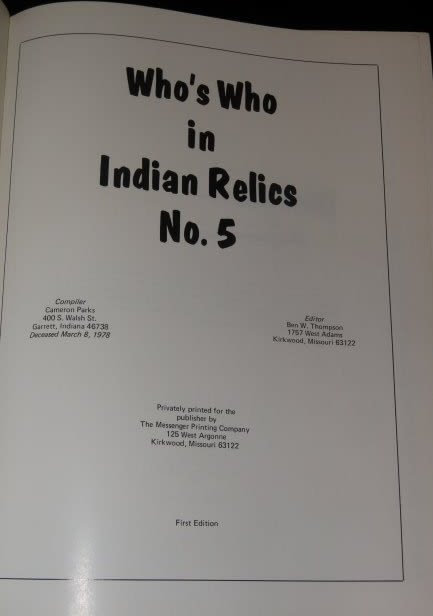 Who's Who
in
Indian Relics
No. 5
Compiler
Cameron Parks
400 S. Walsh St.
Garrett, Indiana 46738
Deceased March 8, 1978
Editor
Ben W. Thompson
1757 West Adams
Kirkwood, Missouri 63122
Privately printed for the
publisher by
The Messenger Printing Company
125 West Argonne
Kirkwood, Missouri 63122
First Edition